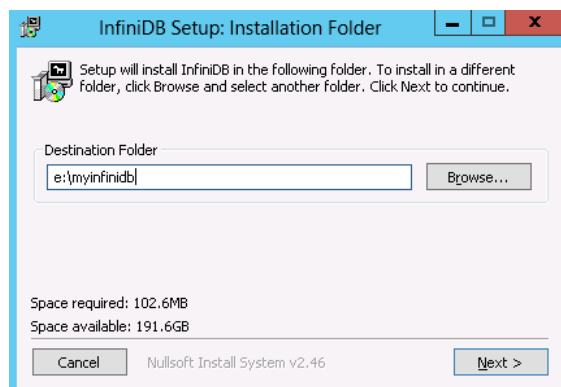 InfiniDB Setup: Installation Folder
Setup will install InfiniDB in the following folder. To install in a different
folder, click Browse and select another folder. Click Next to continue.
Destination Folder
e:\myinfinidb
Browse...
Space required: 102.6MB
Space available: 191.6GB
Cancel
Nullsoft Install System v2.46
Next >